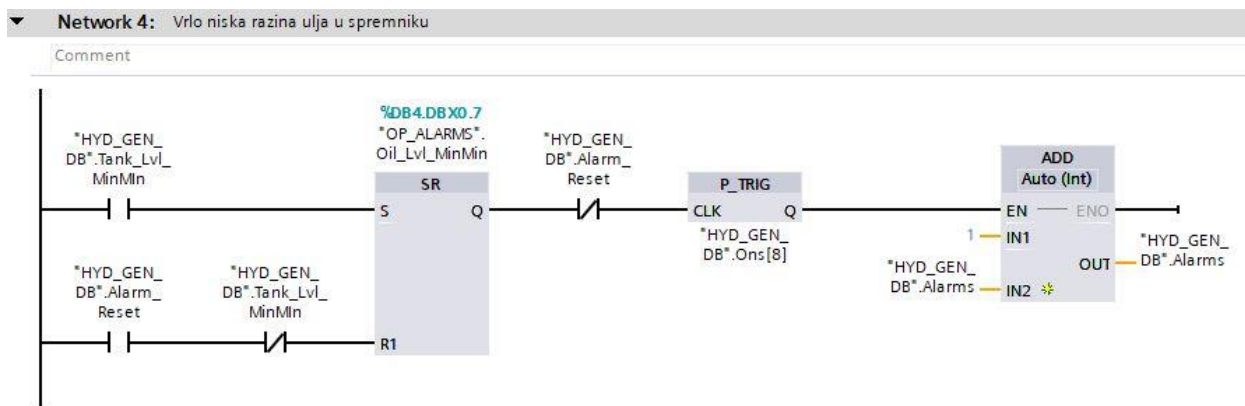 Network 4: Vrlo niska razina ulja u spremniku
Comment
"HYD_GEN_
DB".Tank_Lvl_
MinMIn
%DB4.DBX0.7
"OP_ALARMS".
Oil_Lvl_MinMin
SR
S
Q
R1
"HYD_GEN_
DB".Alarm_
Reset
P_TRIG
CLK
Q
"HYD_GEN_
DB".Ons[8]
ADD
Auto (Int)
EN
ENO
1
IN1
"HYD_GEN_
DB".Alarms
IN2
OUT
"HYD_GEN_
DB".Alarms
"HYD_GEN_
DB".Alarm_
Reset
"HYD_GEN_
DB".Tank_Lvl_
MinMIn